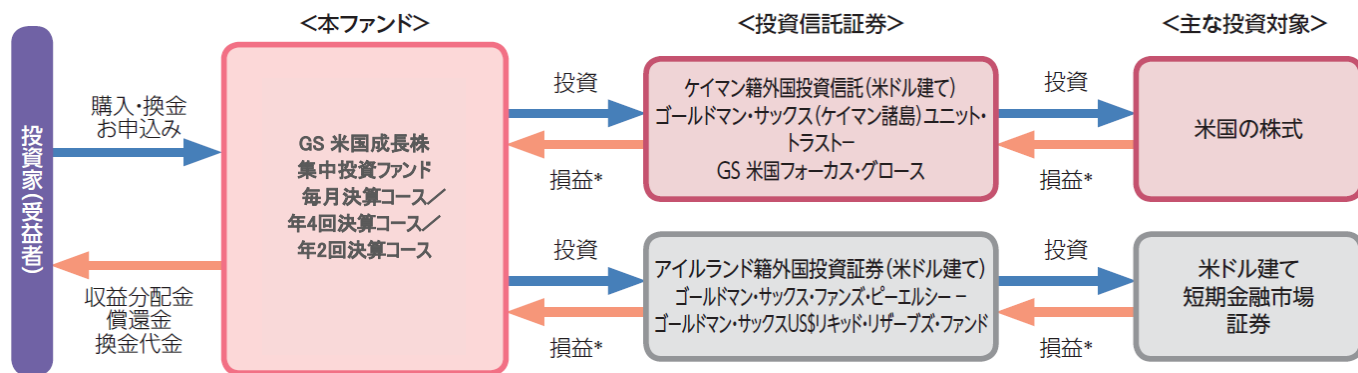 <本ファンド>
<投資信託証券>
<主な投資対象>
投資家(受益者)
購入・換金
お申込み
収益分配金
償還金
換金代金
GS 米国成長株
集中投資ファンド
毎月決算コース／
年4回決算コース／
年2回決算コース
投資
損益*
ケイマン籍外国投資信託(米ドル建て)
ゴールドマン・サックス(ケイマン諸島)ユニット・
トラストー
GS 米国フォーカス・グロース
投資
損益*
米国の株式
投資
損益*
アイルランド籍外国投資証券(米ドル建て)
ゴールドマン・サックス・ファンズ・ピーエルシー −
ゴールドマン・サックスUS$リキッド・リザーブズ・ファンド
投資
損益*
米ドル建て
短期金融市場
証券